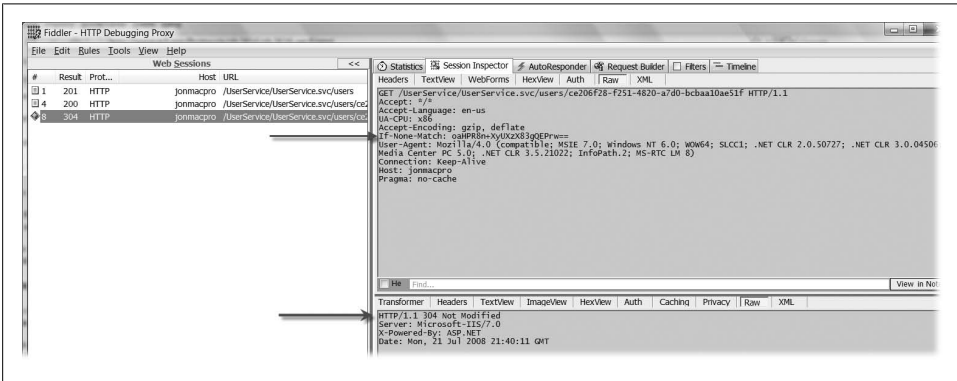 Fiddler - HTTP Debugging Proxy
File Edit Rules Tools View Help
Web Sessions <<
# Result Prot... Host URL
1 201 HTTP jonmacpro /UserService/UserService.svc/users
4 200 HTTP jonmacpro /UserService/UserService.svc/users/ce2
8 304 HTTP jonmacpro /UserService/UserService.svc/users/ce2
Statistics Session Inspector AutoResponder Request Builder Filters Timeline
Headers TextView WebForms HexView Auth Raw XML
GET /UserService/UserService.svc/users/ce206f28-f251-4820-a7d0-bcbaa10ae51f HTTP/1.1
Accept: */*
Accept-Language: en-us
UA-CPU: x86
Accept-Encoding: gzip, deflate
If-None-Match: oaHPR8n+XyUXzX83gQEPrw==
User-Agent: Mozilla/4.0 (compatible; MSIE 7.0; Windows NT 6.0; WOW64; SLCC1; .NET CLR 2.0.50727; .NET CLR 3.0.04506
Media Center PC 5.0; .NET CLR 3.5.21022; InfoPath.2; MS-RTC LM 8)
Connection: Keep-Alive
Host: jonmacpro
Pragma: no-cache
He Find... View in Not
Transformer Headers TextView ImageView HexView Auth Caching Privacy Raw XML
HTTP/1.1 304 Not Modified
Server: Microsoft-IIS/7.0
X-Powered-By: ASP.NET
Date: Mon, 21 Jul 2008 21:40:11 GMT